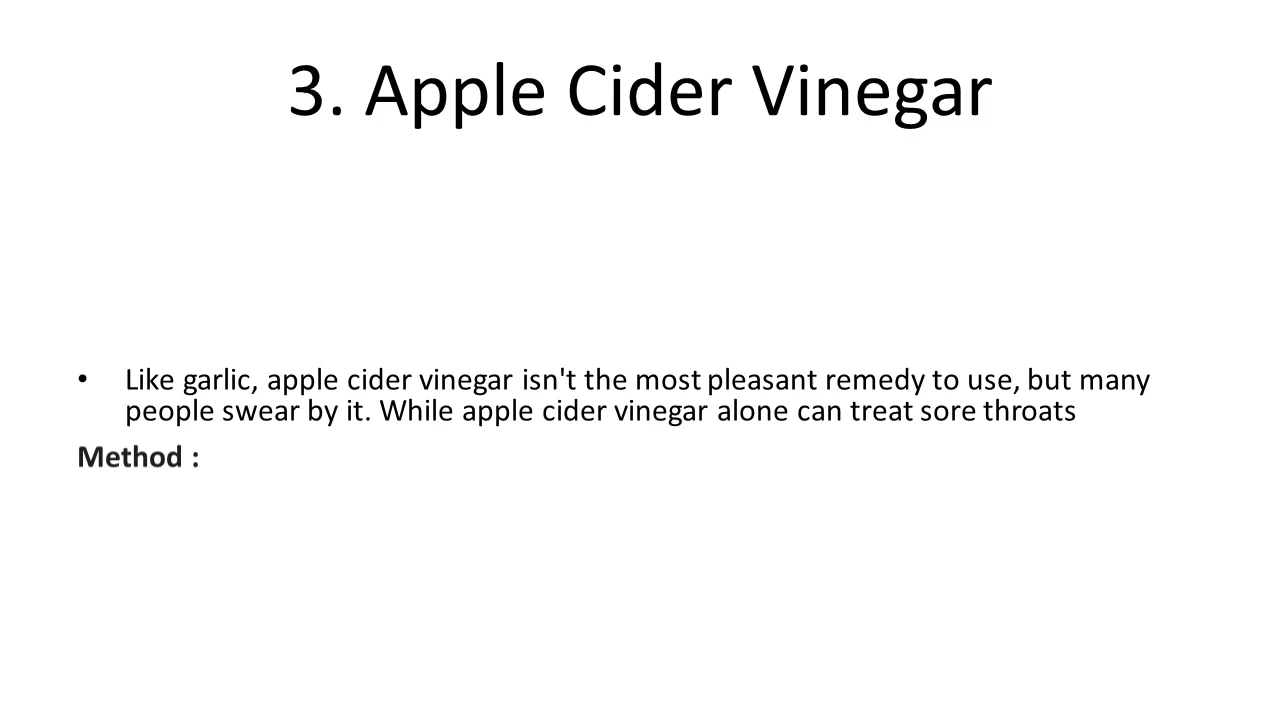 3. Apple Cider Vinegar
• Like garlic, apple cider vinegar isn't the most pleasant remedy to use, but many
people swear by it. While apple cider vinegar alone can treat sore throats
Method :